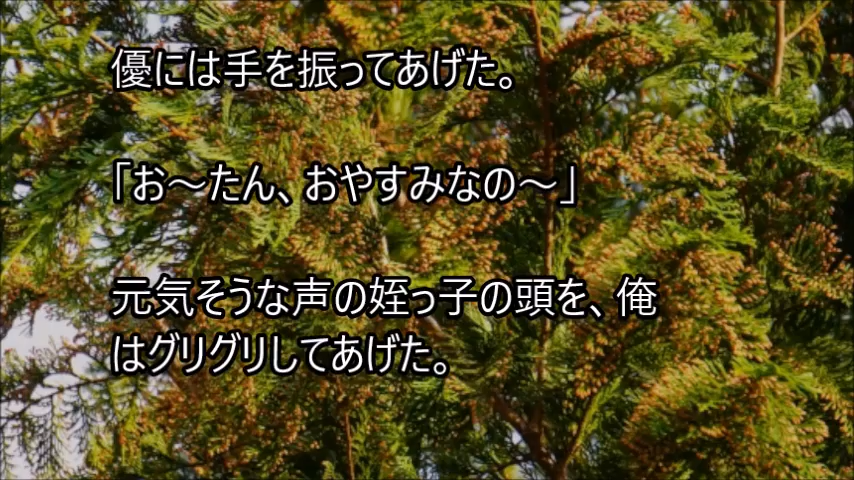 優には手を振ってあげた。
「お～たん、おやすみなの～」
元気そうな声の姪っ子の頭を、俺
はグリグリしてあげた。